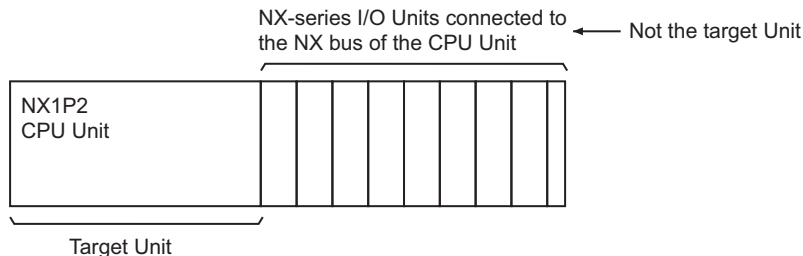 NX-series I/O Units connected to
the NX bus of the CPU Unit
Not the target Unit
NX1P2
CPU Unit
Target Unit